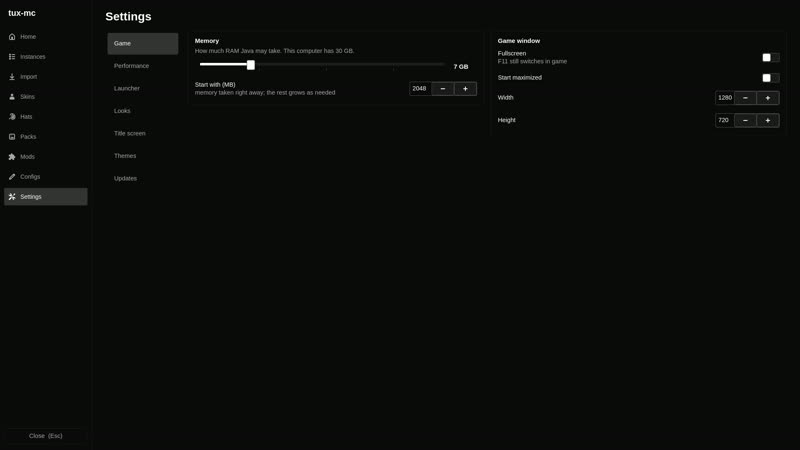 tux-mc
Home
Instances
Import
Skins
Hats
Packs
Mods
Configs
Settings
Close (Esc)
Settings
Game
Performance
Launcher
Looks
Title screen
Themes
Updates
Memory
How much RAM Java may take. This computer has 30 GB.
7 GB
Start with (MB)
memory taken right away; the rest grows as needed
2048 − +
Game window
Fullscreen
F11 still switches in game
Start maximized
Width 1280 − +
Height 720 − +